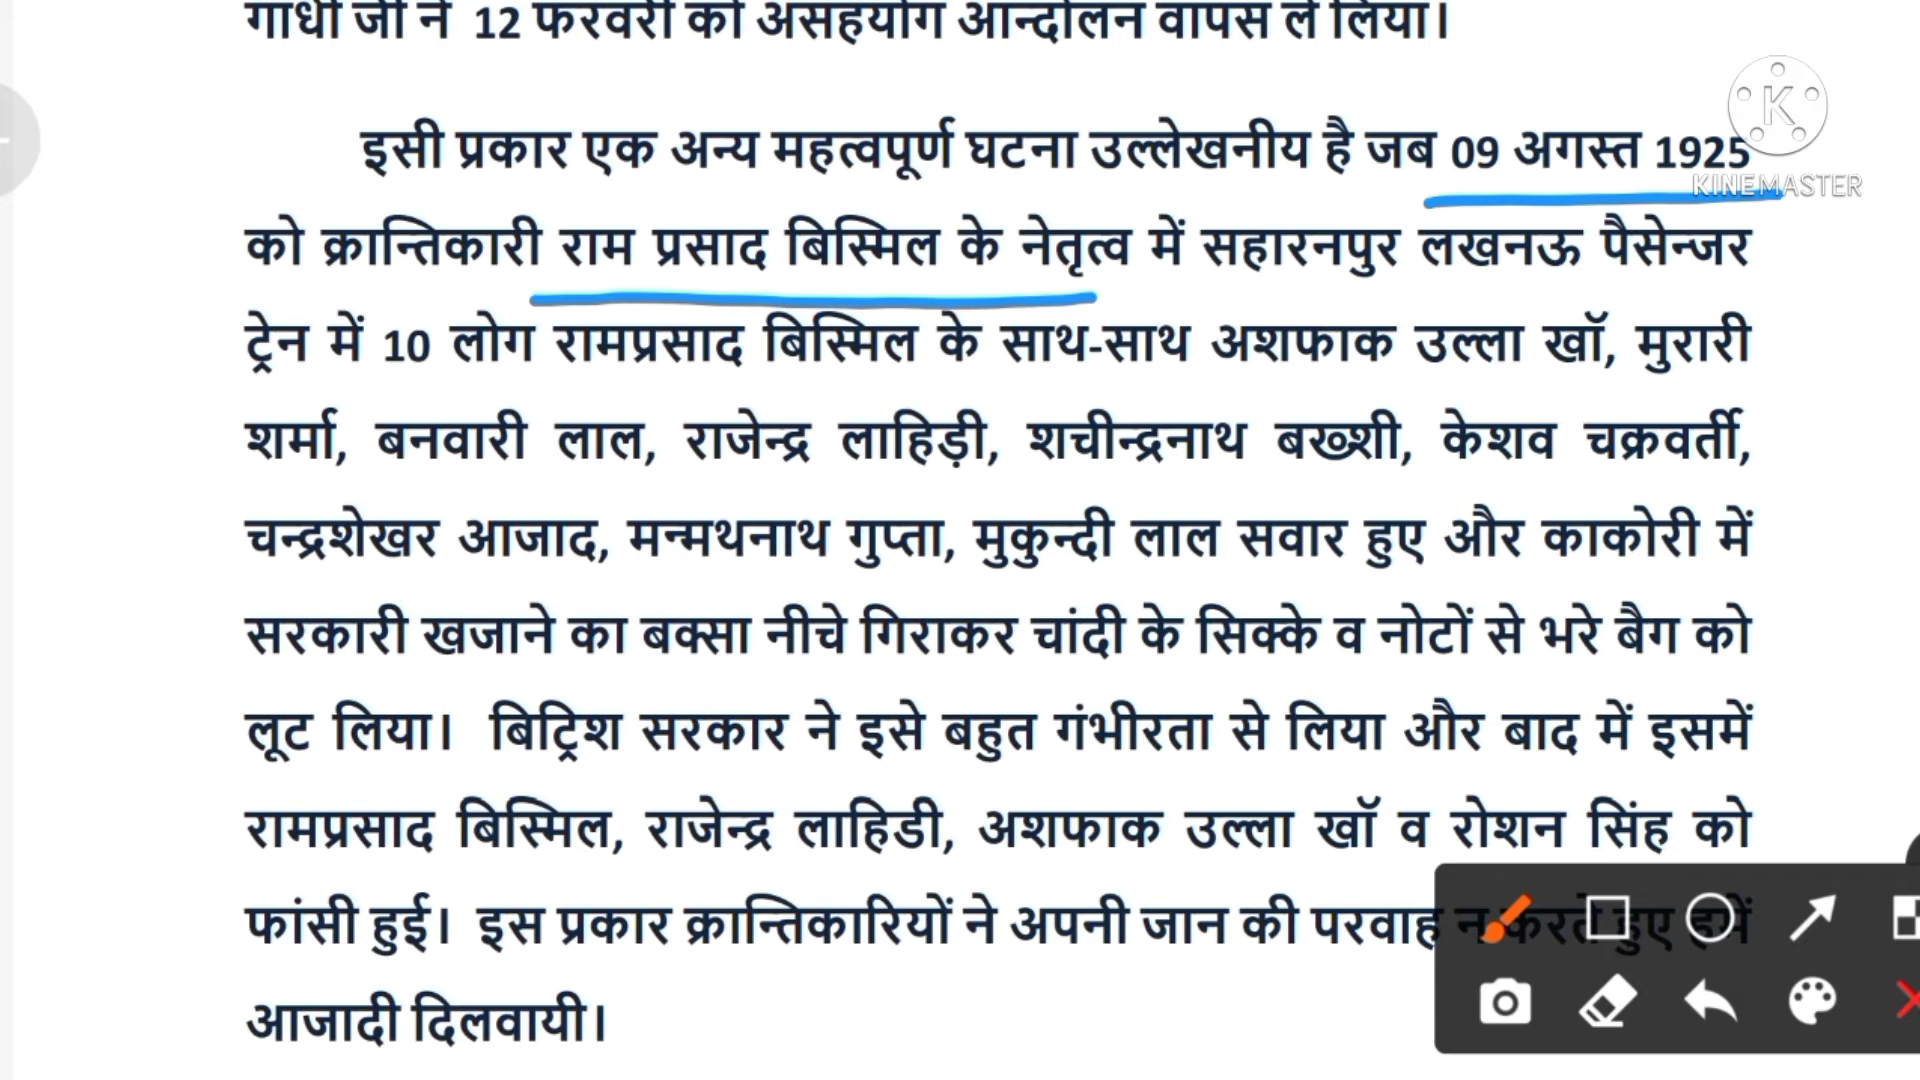 गांधी जी ने 12 फरवरी को असहयोग आन्दोलन वापस ले लिया।
इसी प्रकार एक अन्य महत्वपूर्ण घटना उल्लेखनीय है जब 09 अगस्त 1925
K
KINEMASTER
को क्रान्तिकारी राम प्रसाद बिस्मिल के नेतृत्व में सहारनपुर लखनऊ पैसेन्जर
ट्रेन में 10 लोग रामप्रसाद बिस्मिल के साथ-साथ अशफाक उल्ला खॉ, मुरारी
शर्मा, बनवारी लाल, राजेन्द्र लाहिड़ी, शचीन्द्रनाथ बख्शी, केशव चक्रवर्ती,
चन्द्रशेखर आजाद, मन्मथनाथ गुप्ता, मुकुन्दी लाल सवार हुए और काकोरी में
सरकारी खजाने का बक्सा नीचे गिराकर चांदी के सिक्के व नोटों से भरे बैग को
लूट लिया। बिट्रिश सरकार ने इसे बहुत गंभीरता से लिया और बाद में इसमें
रामप्रसाद बिस्मिल, राजेन्द्र लाहिडी, अशफाक उल्ला खॉ व रोशन सिंह को
फांसी हुई। इस प्रकार क्रान्तिकारियों ने अपनी जान की परवाह न करते हुए हमें
आजादी दिलवायी।